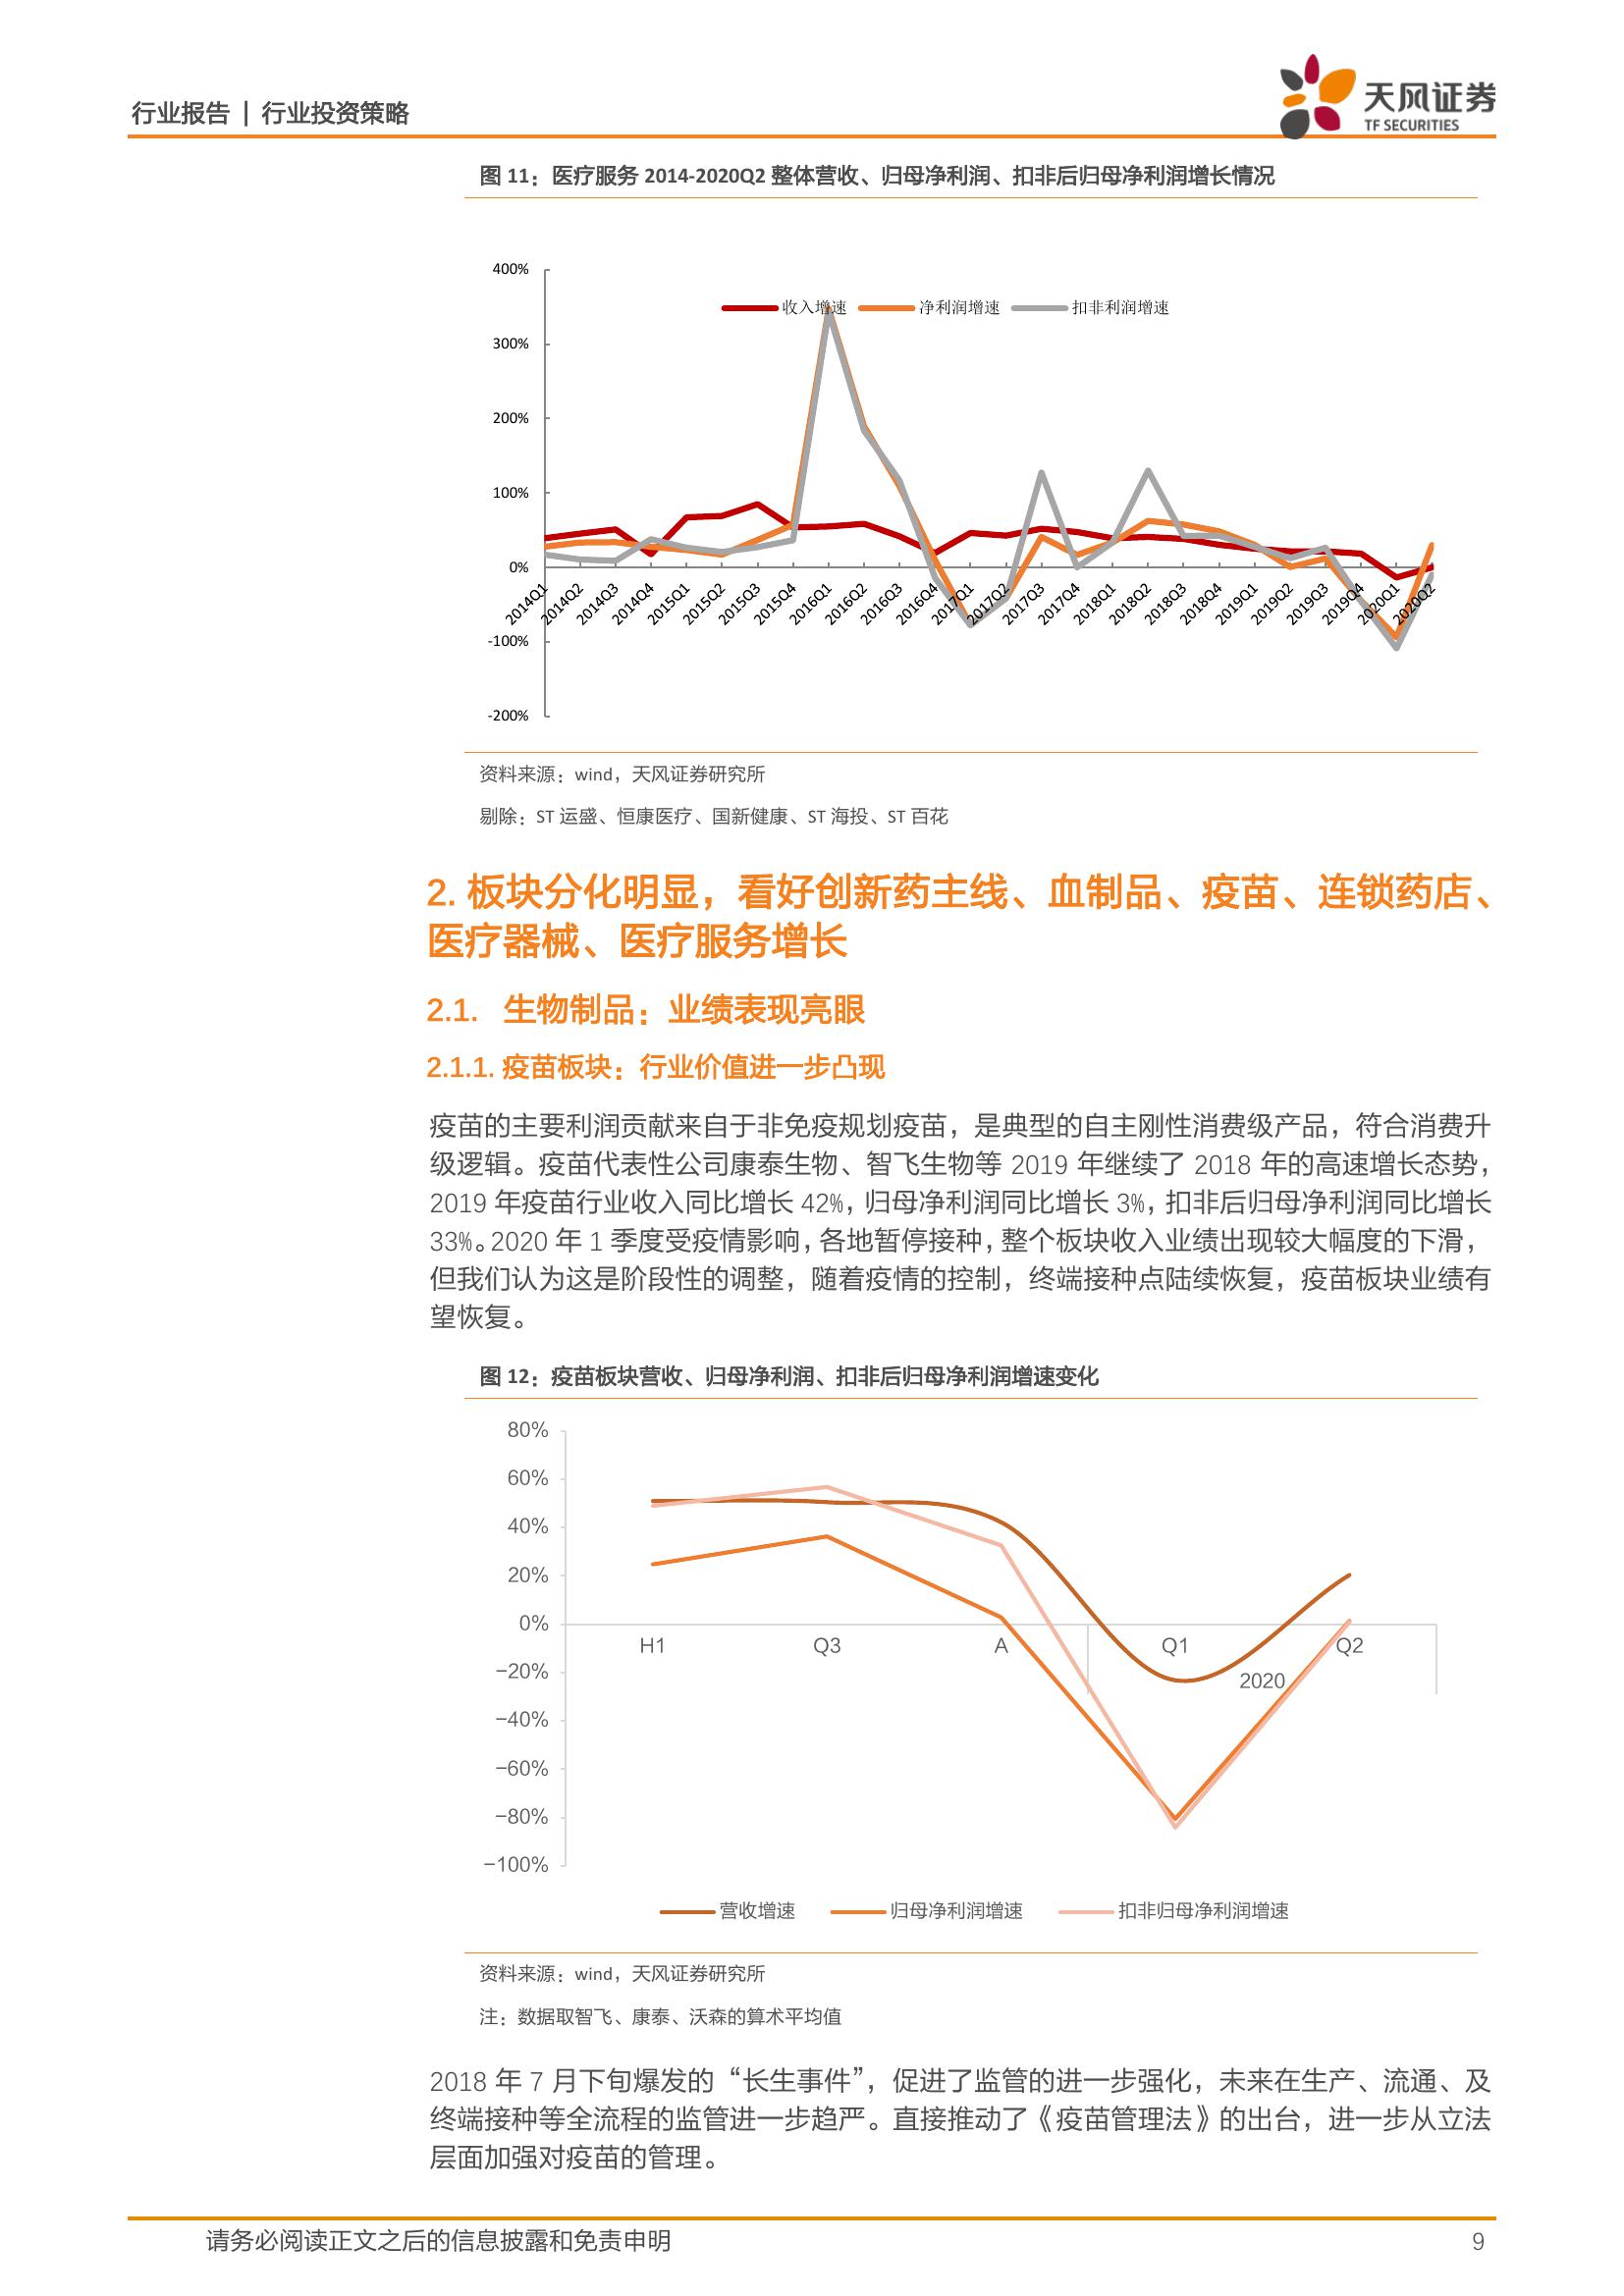 行业报告 | 行业投资策略
天风证券
TF SECURITIES
图 11：医疗服务 2014-2020Q2 整体营收、归母净利润、扣非后归母净利润增长情况
400%
300%
200%
100%
0%
-100%
-200%
收入增速 净利润增速 扣非利润增速
2014Q1 2014Q2 2014Q3 2014Q4 2015Q1 2015Q2 2015Q3 2015Q4 2016Q1 2016Q2 2016Q3 2016Q4 2017Q1 2017Q2 2017Q3 2017Q4 2018Q1 2018Q2 2018Q3 2018Q4 2019Q1 2019Q2 2019Q3 2019Q4 2020Q1 2020Q2
资料来源：wind，天风证券研究所
剔除：ST 运盛、恒康医疗、国新健康、ST 海投、ST 百花
2. 板块分化明显，看好创新药主线、血制品、疫苗、连锁药店、
医疗器械、医疗服务增长
2.1. 生物制品：业绩表现亮眼
2.1.1. 疫苗板块：行业价值进一步凸现
疫苗的主要利润贡献来自于非免疫规划疫苗，是典型的自主刚性消费级产品，符合消费升
级逻辑。疫苗代表性公司康泰生物、智飞生物等 2019 年继续了 2018 年的高速增长态势，
2019 年疫苗行业收入同比增长 42%，归母净利润同比增长 3%，扣非后归母净利润同比增长
33%。2020 年 1 季度受疫情影响，各地暂停接种，整个板块收入业绩出现较大幅度的下滑，
但我们认为这是阶段性的调整，随着疫情的控制，终端接种点陆续恢复，疫苗板块业绩有
望恢复。
图 12：疫苗板块营收、归母净利润、扣非后归母净利润增速变化
80%
60%
40%
20%
0%
−20%
−40%
−60%
−80%
−100%
H1 Q3 A Q1 Q2
2020
营收增速 归母净利润增速 扣非归母净利润增速
资料来源：wind，天风证券研究所
注：数据取智飞、康泰、沃森的算术平均值
2018 年 7 月下旬爆发的“长生事件”，促进了监管的进一步强化，未来在生产、流通、及
终端接种等全流程的监管进一步趋严。直接推动了《疫苗管理法》的出台，进一步从立法
层面加强对疫苗的管理。
请务必阅读正文之后的信息披露和免责申明
9